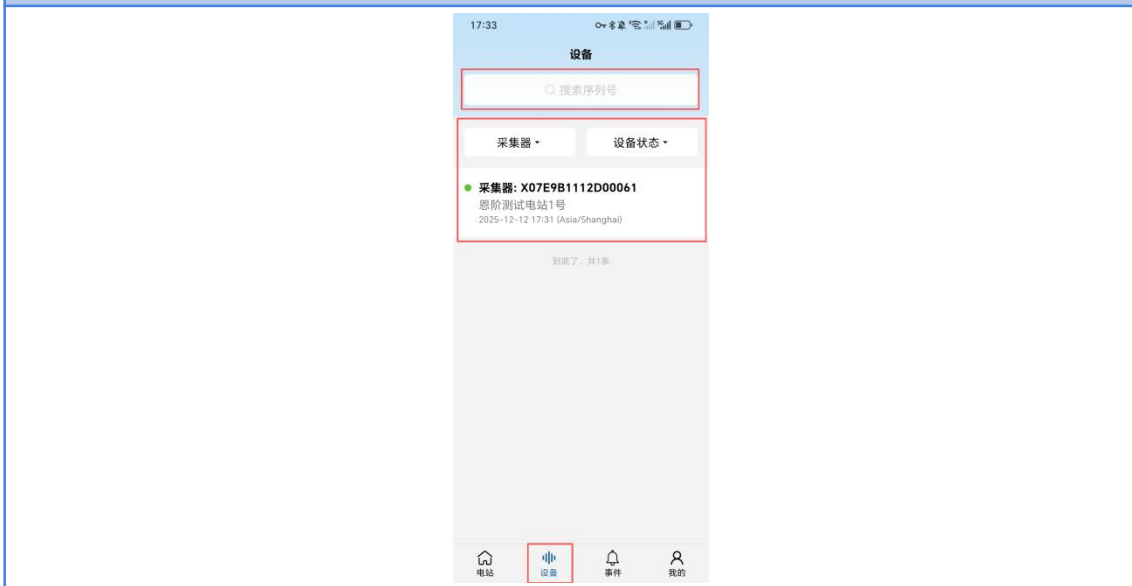 17:33
设备
搜索序列号
采集器 设备状态
采集器: X07E9B1112D00061
恩阶测试电站1号
2025-12-12 17:31 (Asia/Shanghai)
到底了，共1条
电站 设备 事件 我的